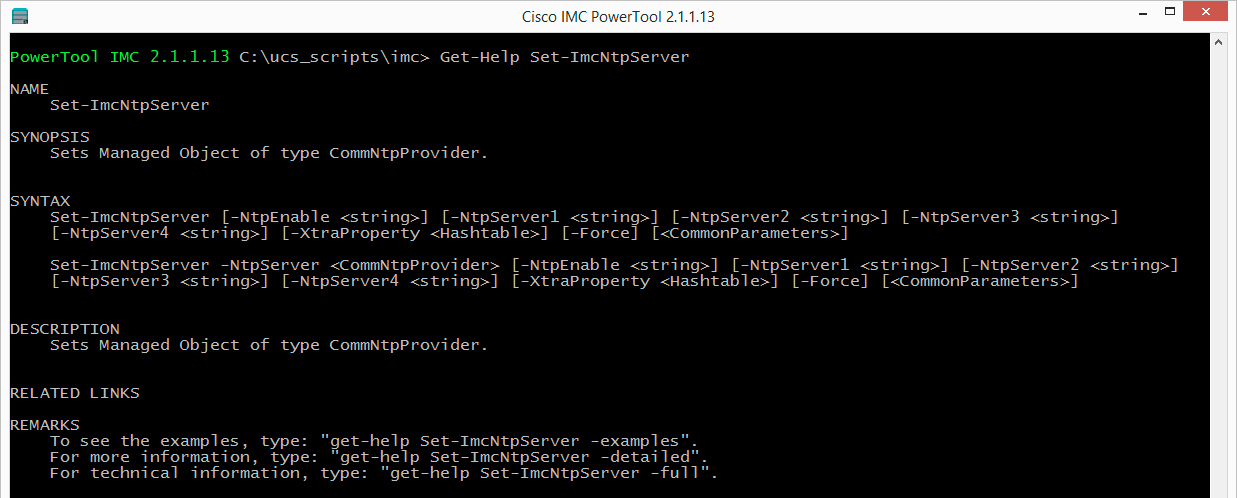 Cisco IMC PowerTool 2.1.1.13
PowerTool IMC 2.1.1.13 C:\ucs_scripts\imc> Get-Help Set-ImcNtpServer
NAME
Set-ImcNtpServer
SYNOPSIS
Sets Managed Object of type CommNtpProvider.
SYNTAX
Set-ImcNtpServer [-NtpEnable <string>] [-NtpServer1 <string>] [-NtpServer2 <string>] [-NtpServer3 <string>]
[-NtpServer4 <string>] [-XtraProperty <Hashtable>] [-Force] [<CommonParameters>]
Set-ImcNtpServer -NtpServer <CommNtpProvider> [-NtpEnable <string>] [-NtpServer1 <string>] [-NtpServer2 <string>]
[-NtpServer3 <string>] [-NtpServer4 <string>] [-XtraProperty <Hashtable>] [-Force] [<CommonParameters>]
DESCRIPTION
Sets Managed Object of type CommNtpProvider.
RELATED LINKS
REMARKS
To see the examples, type: "get-help Set-ImcNtpServer -examples".
For more information, type: "get-help Set-ImcNtpServer -detailed".
For technical information, type: "get-help Set-ImcNtpServer -full".